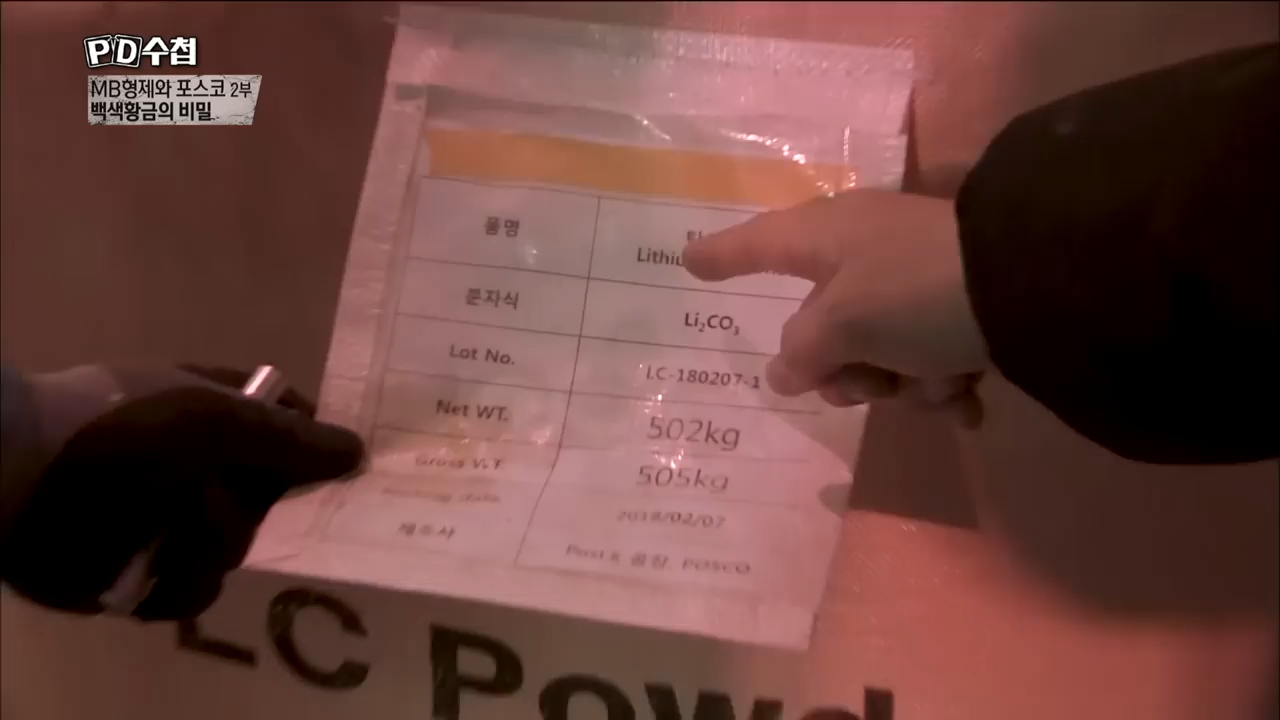 PD수첩
MB형제와 포스코 2부
백색황금의 비밀
품명
Lithiu
분자식 Li₂CO₃
Lot No. LC-180207-1
Net WT. 502kg
Gross W.T. 505kg
2018/02/07
제조사 POSCO
LC Powd